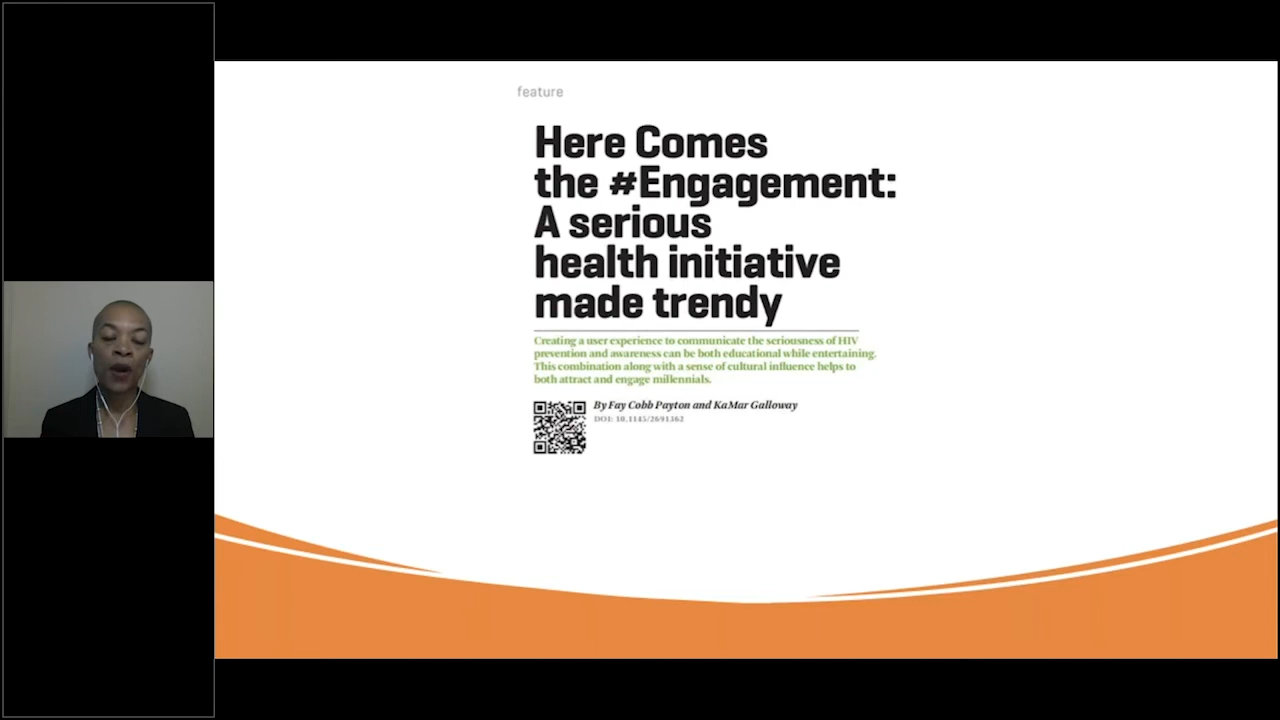 feature
Here Comes
the #Engagement:
A serious
health initiative
made trendy
Creating a user experience to communicate the seriousness of HIV
prevention and awareness can be both educational while entertaining.
This combination along with a sense of cultural influence helps to
both attract and engage millennials.
By Fay Cobb Payton and KaMar Galloway
DOI: 10.1145/2691362